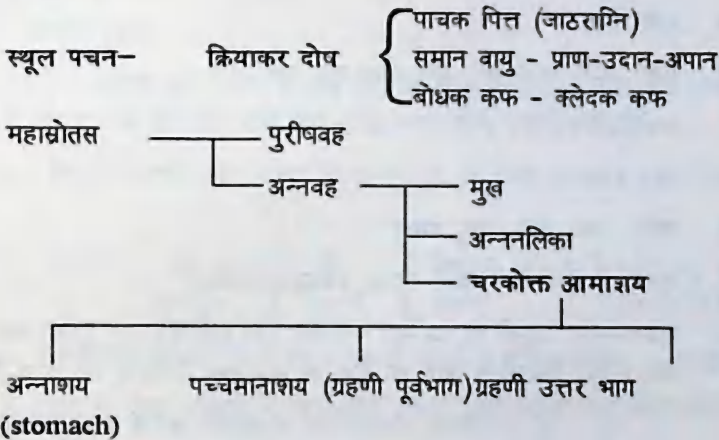 पाचक पित्त (जाठराग्नि)
स्थूल पचन– क्रियाकर दोष समान वायु - प्राण-उदान-अपान
बोधक कफ - क्लेदक कफ
महास्रोतस पुरीषवह
अन्नवह मुख
अन्ननलिका
चरकोक्त आमाशय
अन्नाशय पच्चमानाशय (ग्रहणी पूर्वभाग) ग्रहणी उत्तर भाग
(stomach)